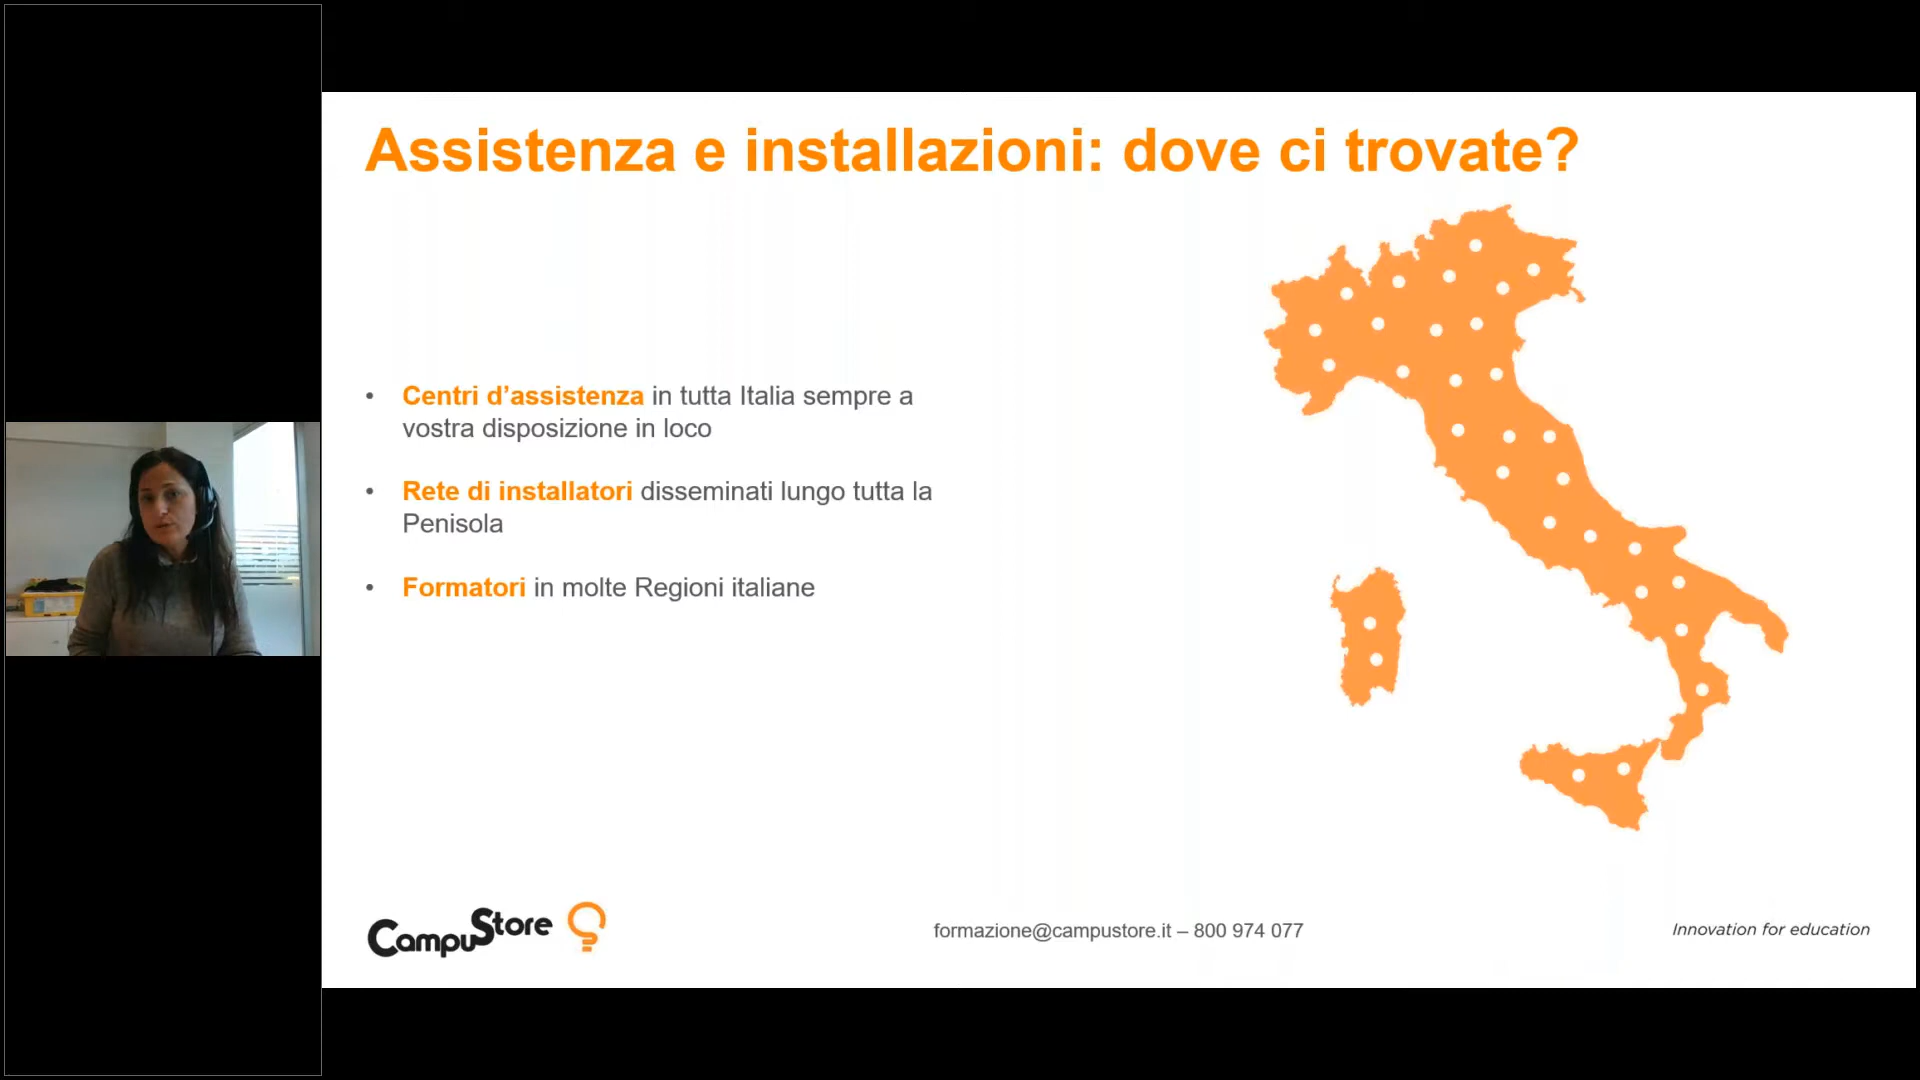 Assistenza e installazioni: dove ci trovate?
• Centri d’assistenza in tutta Italia sempre a
vostra disposizione in loco
• Rete di installatori disseminati lungo tutta la
Penisola
• Formatori in molte Regioni italiane
CampuStore
formazione@campustore.it – 800 974 077
Innovation for education